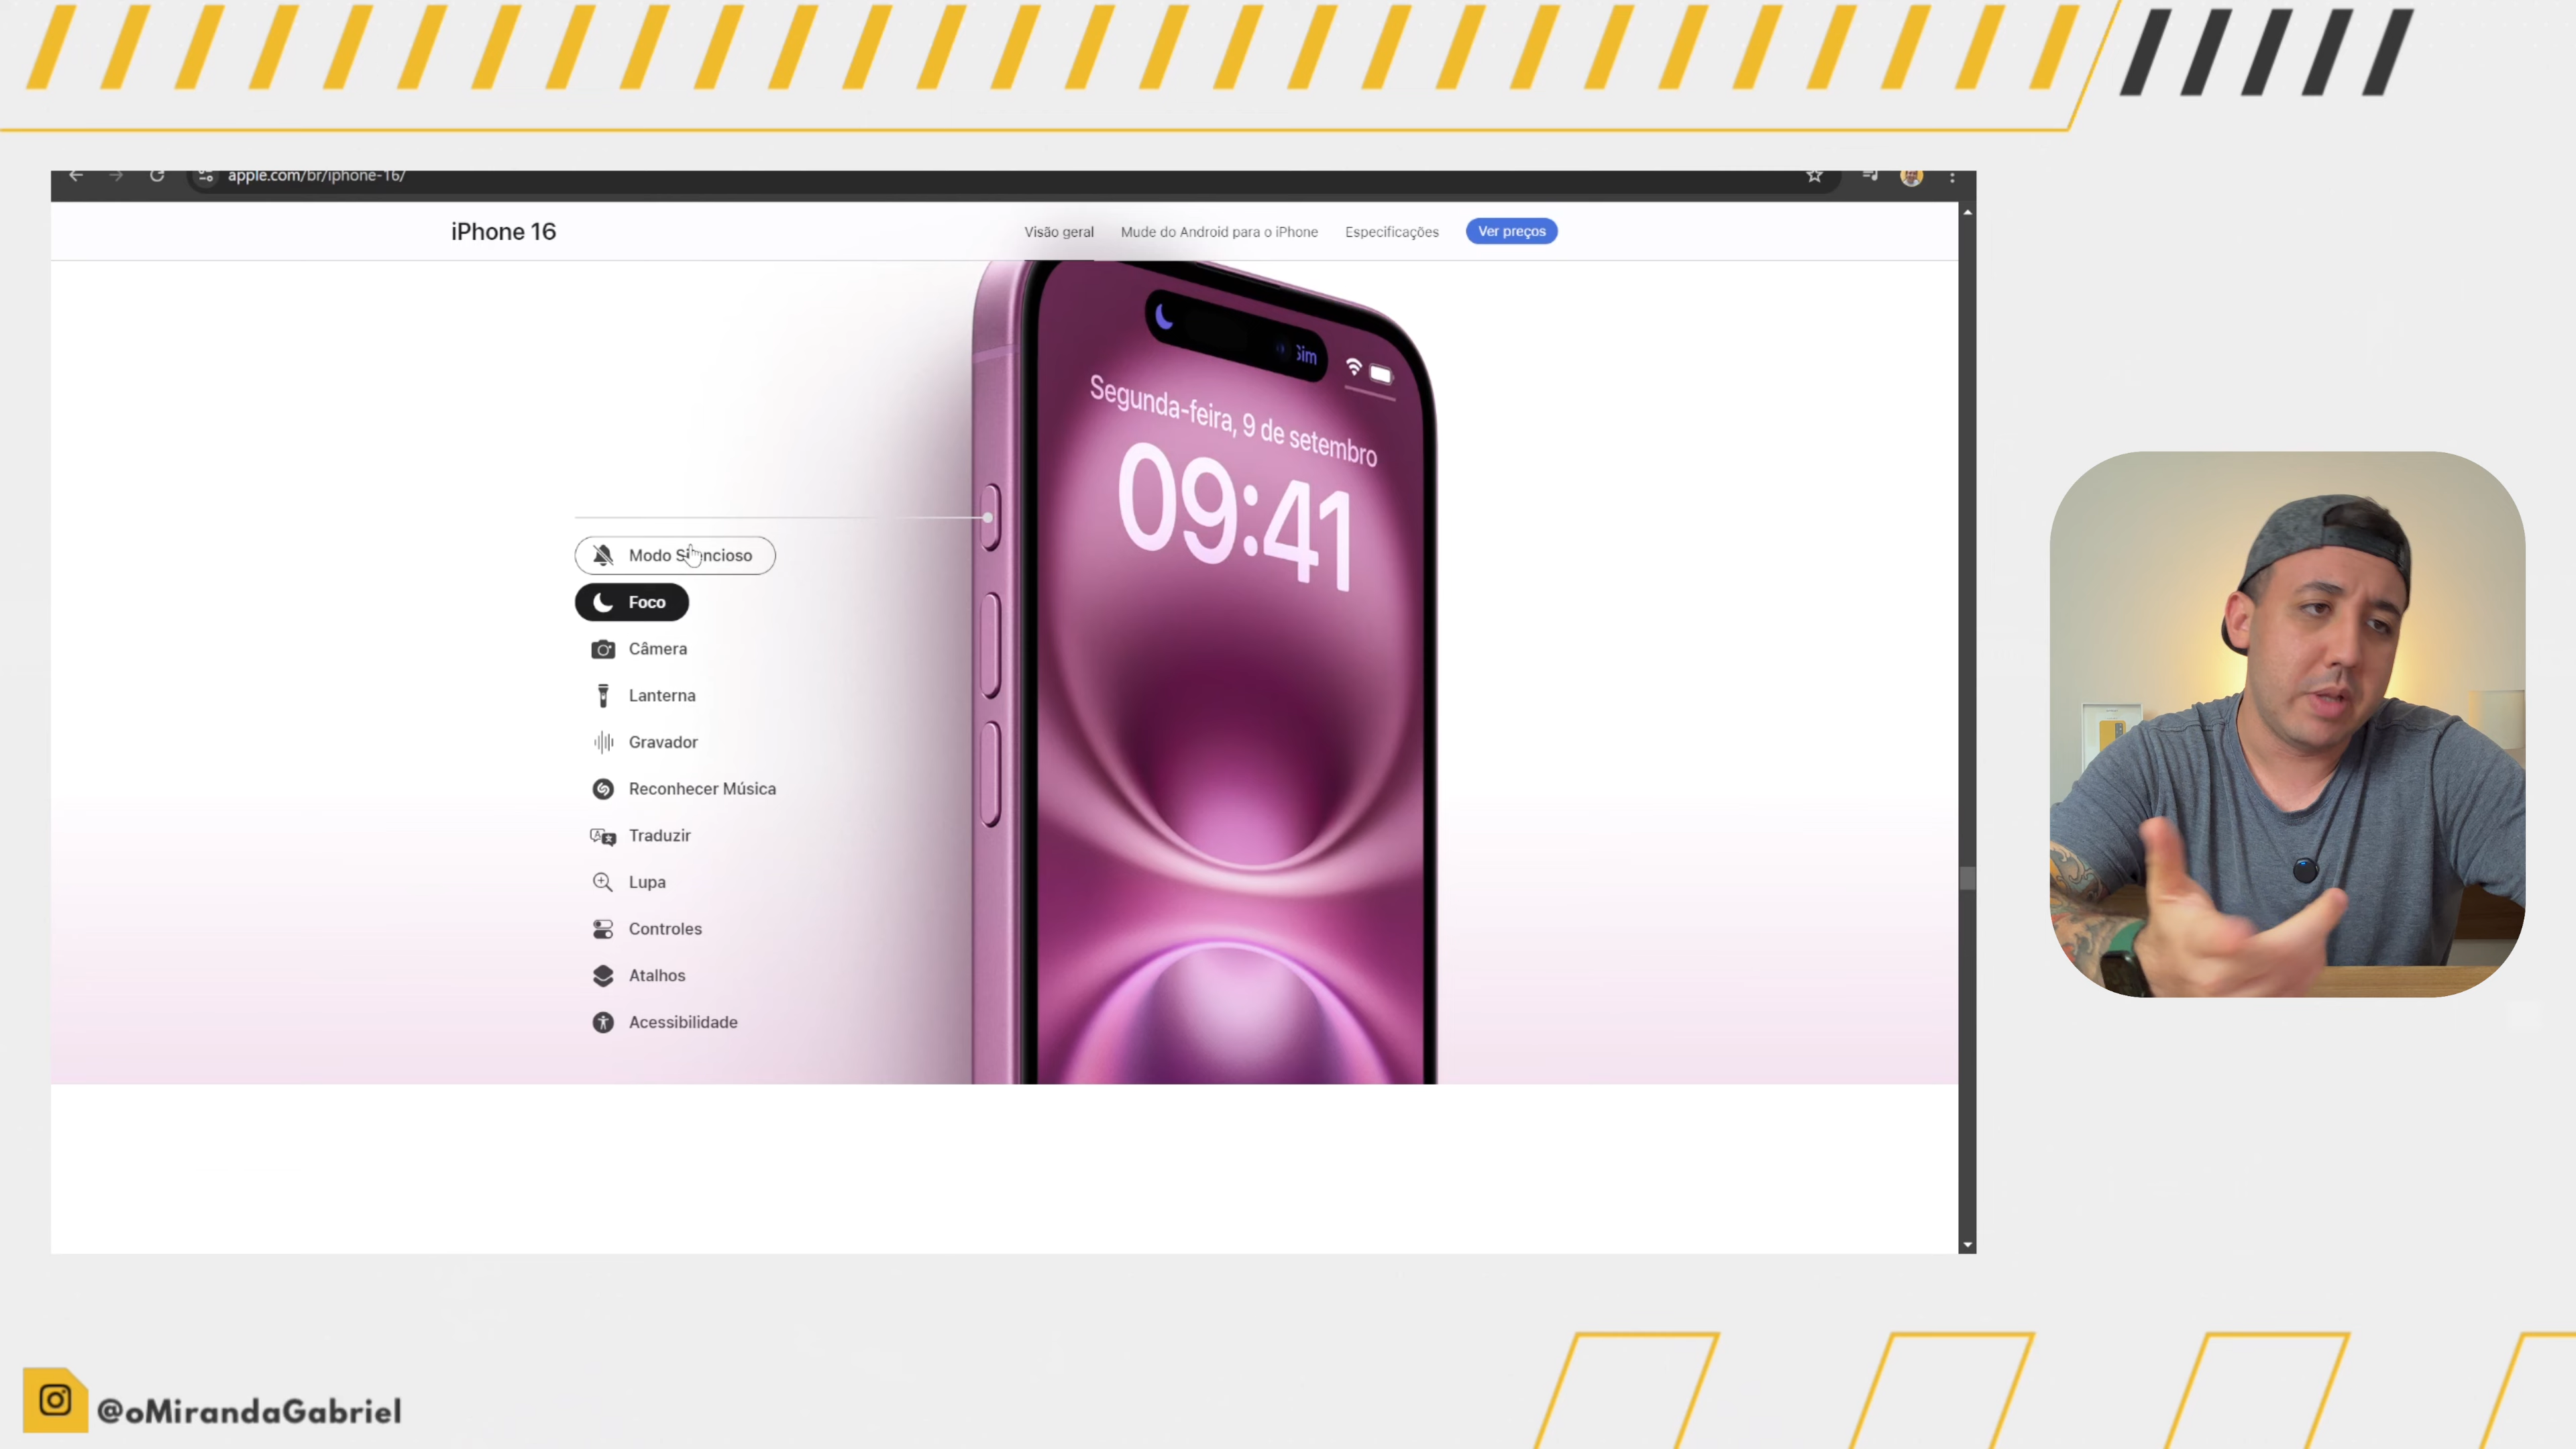 apple.com/br/iphone-16/
iPhone 16
Visão geral
Mude do Android para o iPhone
Especificações
Ver preços
Segunda-feira, 9 de setembro
09:41
Modo
Foco
Câmera
Lanterna
Gravador
Reconhecer Música
Traduzir
Lupa
Controles
Atalhos
Acessibilidade
@oMirandaGabriel